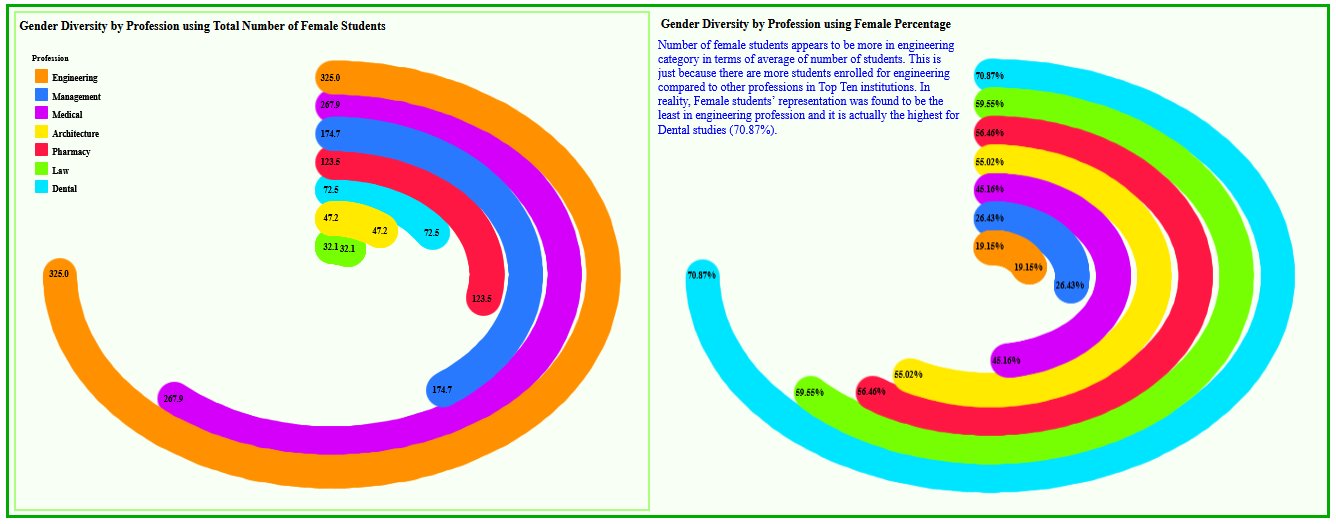 Gender Diversity by Profession using Total Number of Female Students
Profession
Engineering
Management
Medical
Architecture
Pharmacy
Law
Dental
325.0
267.9
174.7
123.5
72.5
47.2
32.1
32.1
47.2
72.5
123.5
174.7
267.9
325.0
Gender Diversity by Profession using Female Percentage
Number of female students appears to be more in engineering
category in terms of average of number of students. This is
just because there are more students enrolled for engineering
compared to other professions in Top Ten institutions. In
reality, Female students’ representation was found to be the
least in engineering profession and it is actually the highest for
Dental studies (70.87%).
70.87%
59.55%
56.46%
55.02%
45.16%
26.43%
19.15%
19.15%
26.43%
45.16%
55.02%
56.46%
59.55%
70.87%